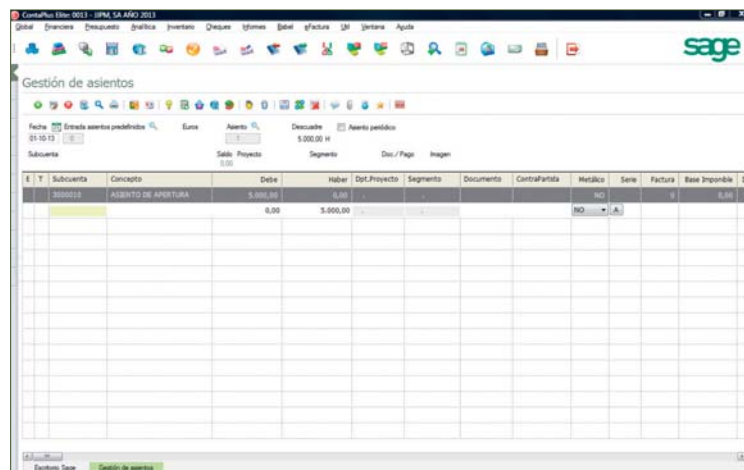 ContaPlus Elite: 0013 - JJPM, SA AÑO 2013
Global Financiera Presupuesto Analítica Inventario Cheques Informes Babel eFactura Útil Ventana Ayuda
sage
Gestión de asientos
Fecha Entrada asientos predefinidos Euros Asiento Descuadre Asiento periódico
01-10-13 0 1 5.000,00 H
Subcuenta Saldo Proyecto Segmento Doc./ Pago Imagen
0,00
E T Subcuenta Concepto Debe Haber Dpt.Proyecto Segmento Documento ContraPartida Metálico Serie Factura Base Imponible
ASIENTO DE APERTURA 5.000,00 0,00 . . NO 0 0,00
0,00 5.000,00 . . NO A
Escritorio Sage Gestión de asientos